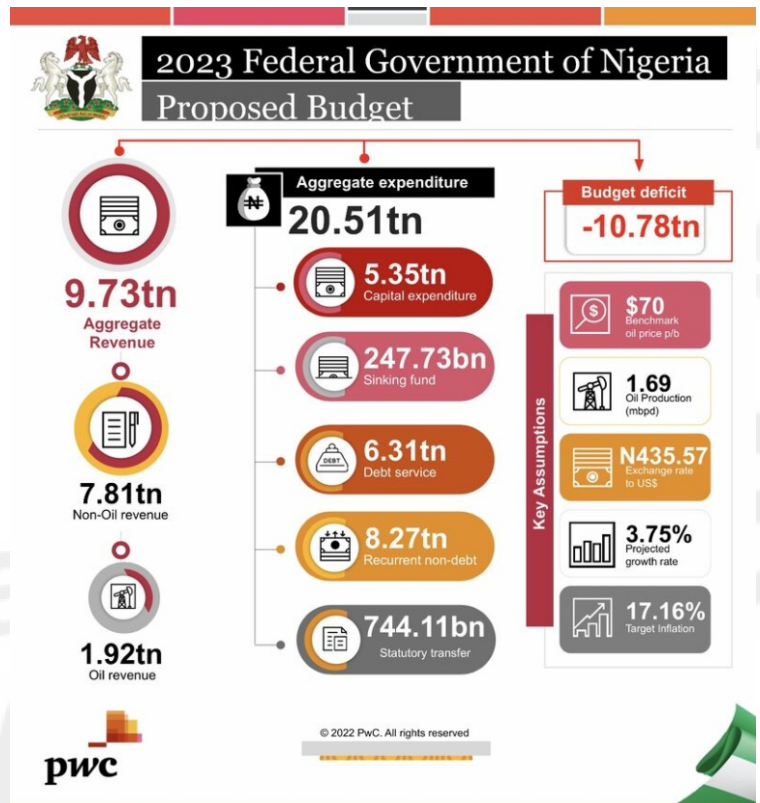 2023 Federal Government of Nigeria
Proposed Budget
9.73tn
Aggregate
Revenue
7.81tn
Non-Oil revenue
1.92tn
Oil revenue
₦
Aggregate expenditure
20.51tn
5.35tn
Capital expenditure
247.73bn
Sinking fund
DEBT
6.31tn
Debt service
8.27tn
Recurrent non-debt
744.11bn
Statutory transfer
Budget deficit
-10.78tn
Key Assumptions
$
$70
Benchmark
oil price p/b
1.69
Oil Production
(mbpd)
N435.57
Exchange rate
to US$
3.75%
Projected
growth rate
17.16%
Target Inflation
pwc
© 2022 PwC. All rights reserved